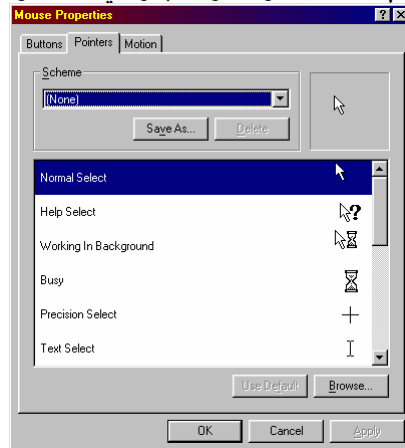 Mouse Properties
Buttons Pointers Motion
Scheme
(None)
Save As... Delete
Normal Select
Help Select
Working In Background
Busy
Precision Select
Text Select
Use Default Browse...
OK Cancel Apply